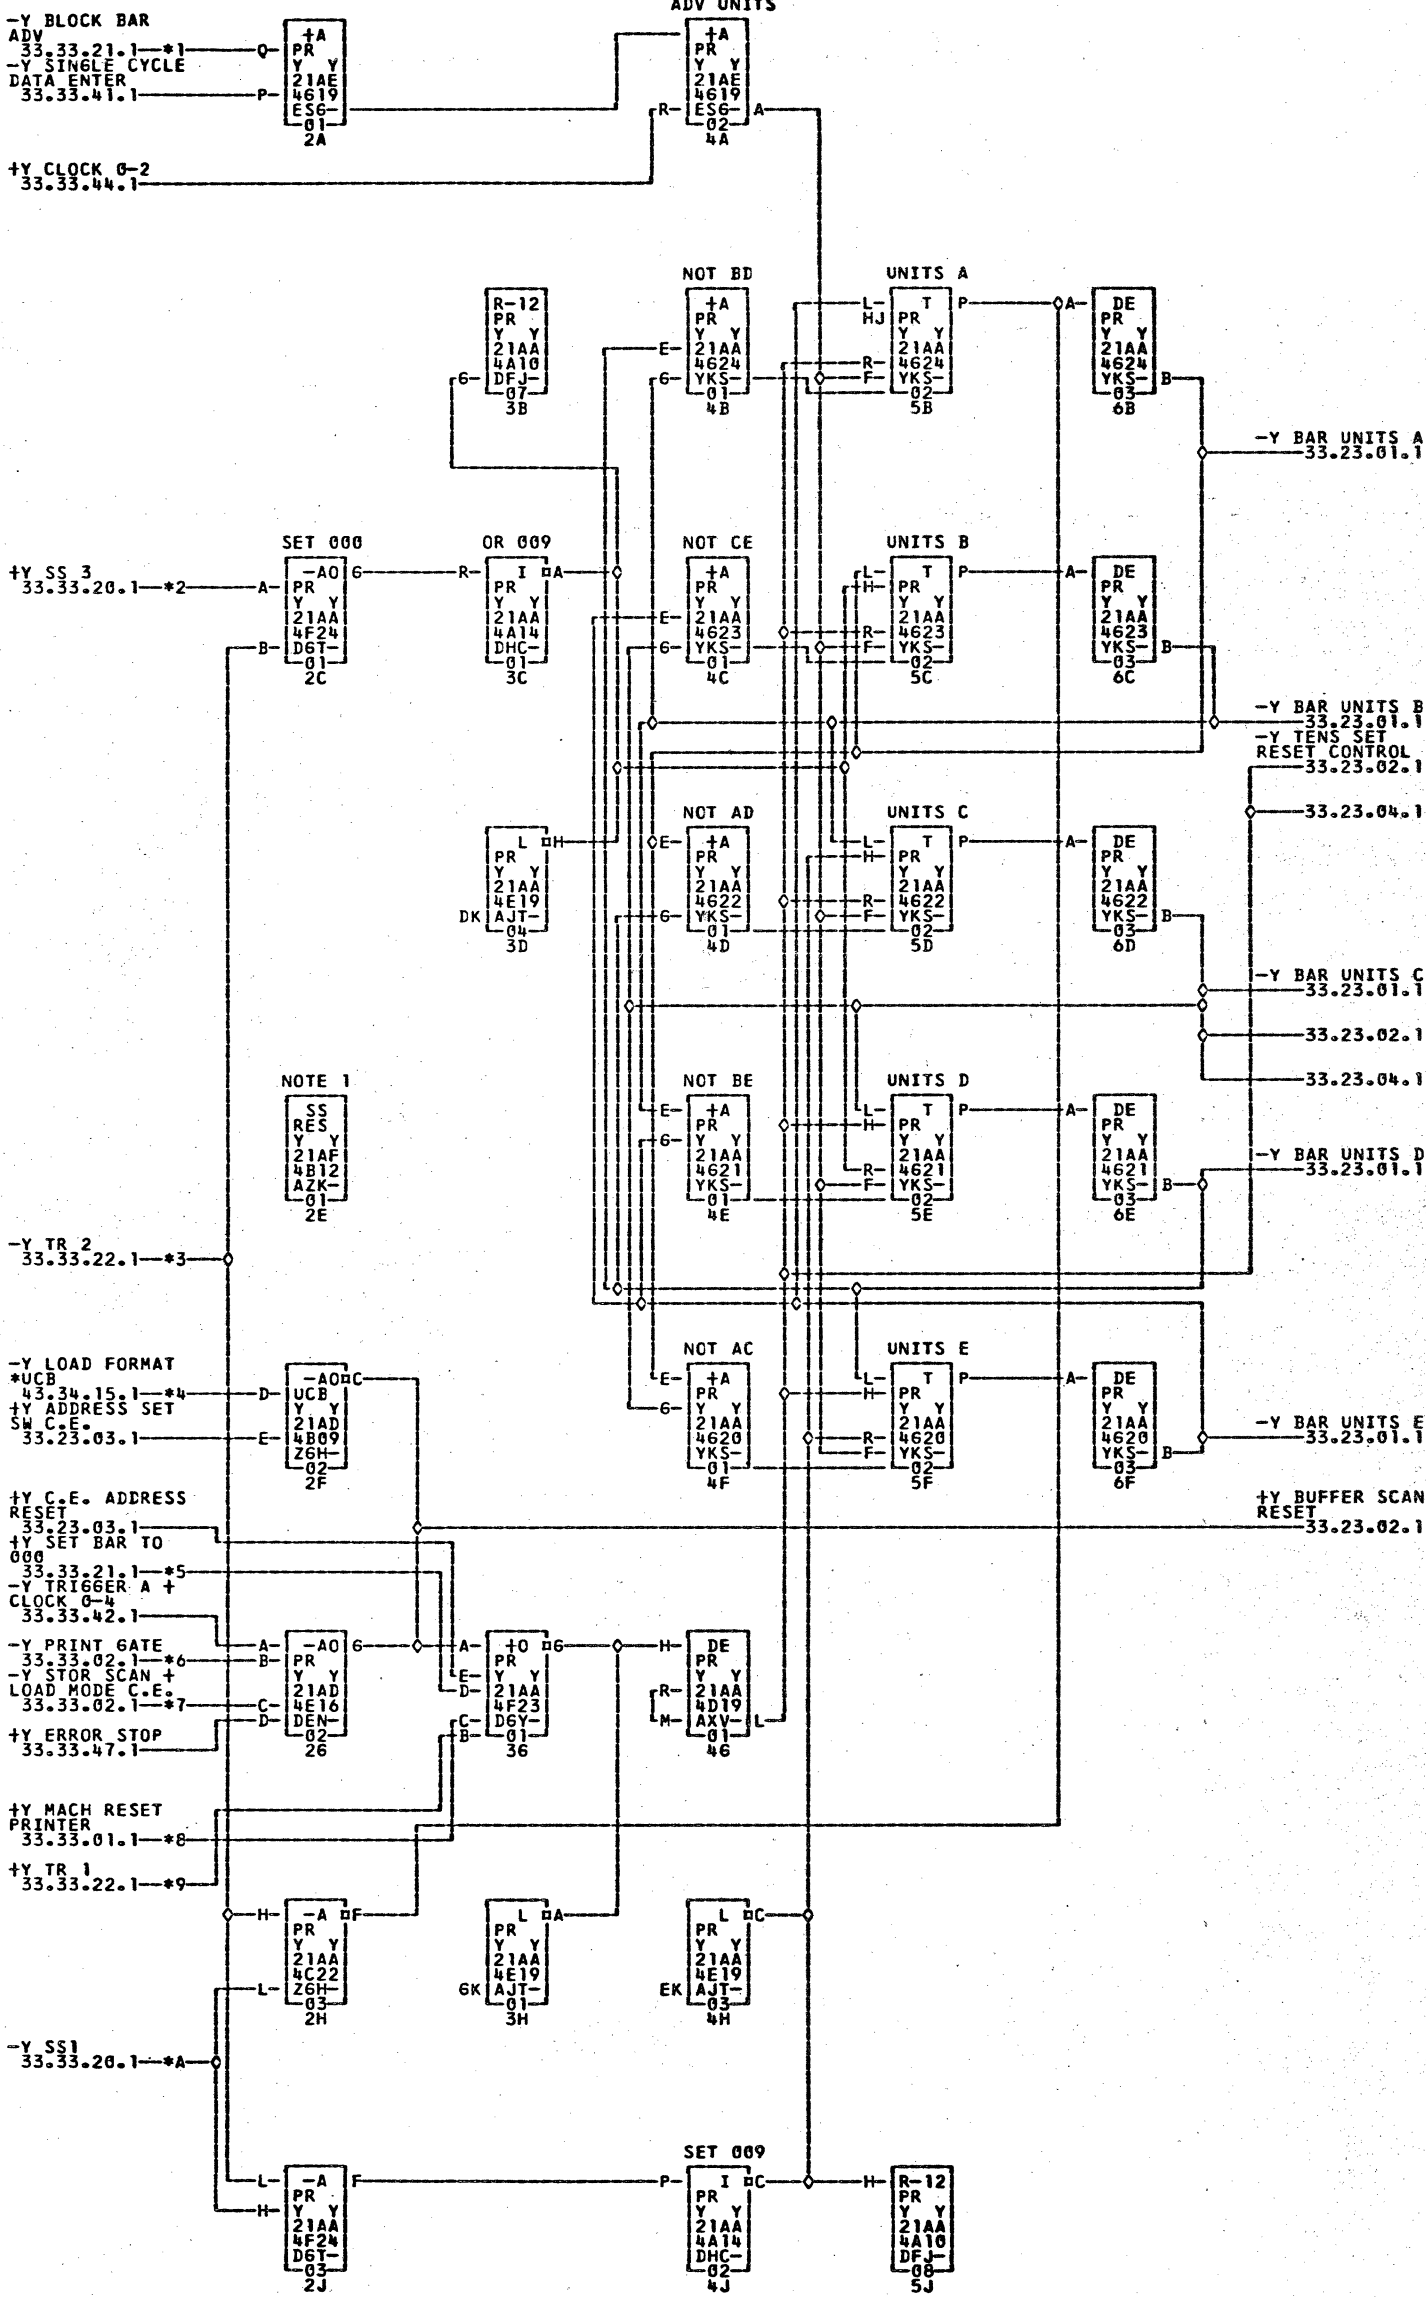 ADV UNITS
-Y BLOCK BAR
ADV
33.33.21.1—*1
-Y SINGLE CYCLE
DATA ENTER
33.33.41.1
Q
P
+A
PR
Y Y
21AE
4619
ESG-
01
2A
R
+A
PR
Y Y
21AE
4619
ESG-
02
4A
A
+Y CLOCK 0-2
33.33.44.1
G
R-12
PR
Y Y
21AA
4A10
DFJ-
07
3B
NOT BD
E
G
+A
PR
Y Y
21AA
4624
YKS-
01
4B
UNITS A
L
HJ
R
F
T P
PR
Y Y
21AA
4624
YKS-
02
5B
A
DE
PR
Y Y
21AA
4624
YKS-
03
6B
B
-Y BAR UNITS A
33.23.01.1
+Y SS 3
33.33.20.1—*2
SET 000
A
B
-AO G
PR
Y Y
21AA
4F24
DGT-
01
2C
OR 009
R
I A
PR
Y Y
21AA
4A14
DHC-
01
3C
NOT CE
E
G
+A
PR
Y Y
21AA
4623
YKS-
01
4C
UNITS B
L
H
R
F
T P
PR
Y Y
21AA
4623
YKS-
02
5C
A
DE
PR
Y Y
21AA
4623
YKS-
03
6C
B
-Y BAR UNITS B
33.23.01.1
-Y TENS SET
RESET CONTROL
33.23.02.1
33.23.04.1
L H
PR
Y Y
21AA
4E19
DK AJT-
04
3D
NOT AD
E
G
+A
PR
Y Y
21AA
4622
YKS-
01
4D
UNITS C
L
H
R
F
T P
PR
Y Y
21AA
4622
YKS-
02
5D
A
DE
PR
Y Y
21AA
4622
YKS-
03
6D
B
-Y BAR UNITS C
33.23.01.1
33.23.02.1
33.23.04.1
NOTE 1
SS
RES
Y Y
21AF
4B12
AZK-
01
2E
NOT BE
E
G
+A
PR
Y Y
21AA
4621
YKS-
01
4E
UNITS D
L
H
R
F
T P
PR
Y Y
21AA
4621
YKS-
02
5E
A
DE
PR
Y Y
21AA
4621
YKS-
03
6E
B
-Y BAR UNITS D
33.23.01.1
-Y TR 2
33.33.22.1—*3
-Y LOAD FORMAT
*UCB
43.34.15.1—*4
+Y ADDRESS SET
SW C.E.
33.23.03.1
D
E
-AO C
UCB
Y Y
21AD
4B09
Z6H-
02
2F
NOT AC
E
G
+A
PR
Y Y
21AA
4620
YKS-
01
4F
UNITS E
L
H
R
F
T P
PR
Y Y
21AA
4620
YKS-
02
5F
A
DE
PR
Y Y
21AA
4620
YKS-
03
6F
B
-Y BAR UNITS E
33.23.01.1
+Y BUFFER SCAN
RESET
33.23.02.1
+Y C.E. ADDRESS
RESET
33.23.03.1
+Y SET BAR TO
000
33.33.21.1—*5
-Y TRIGGER A +
CLOCK 0-4
33.33.42.1
-Y PRINT GATE
33.33.02.1—*6
-Y STOR SCAN +
LOAD MODE C.E.
33.33.02.1—*7
+Y ERROR STOP
33.33.47.1
A
B
C
D
-AO G
PR
Y Y
21AD
4E16
DEN-
02
2G
A
E
D
C
B
+O G
PR
Y Y
21AA
4F23
DGY-
01
3G
H
R
M
DE
PR
Y Y
21AA
4D19
AXV-
01
4G
L
+Y MACH RESET
PRINTER
33.33.01.1—*8
+Y TR 1
33.33.22.1—*9
H
L
-A F
PR
Y Y
21AA
4C22
Z6H-
03
2H
L A
PR
Y Y
21AA
4E19
GK AJT-
01
3H
L C
PR
Y Y
21AA
4E19
EK AJT-
03
4H
-Y SS1
33.33.20.1—*A
L
H
-A F
PR
Y Y
21AA
4F24
DGT-
03
2J
SET 009
P
I C
PR
Y Y
21AA
4A14
DHC-
02
4J
H
R-12
PR
Y Y
21AA
4A10
DFJ-
08
5J